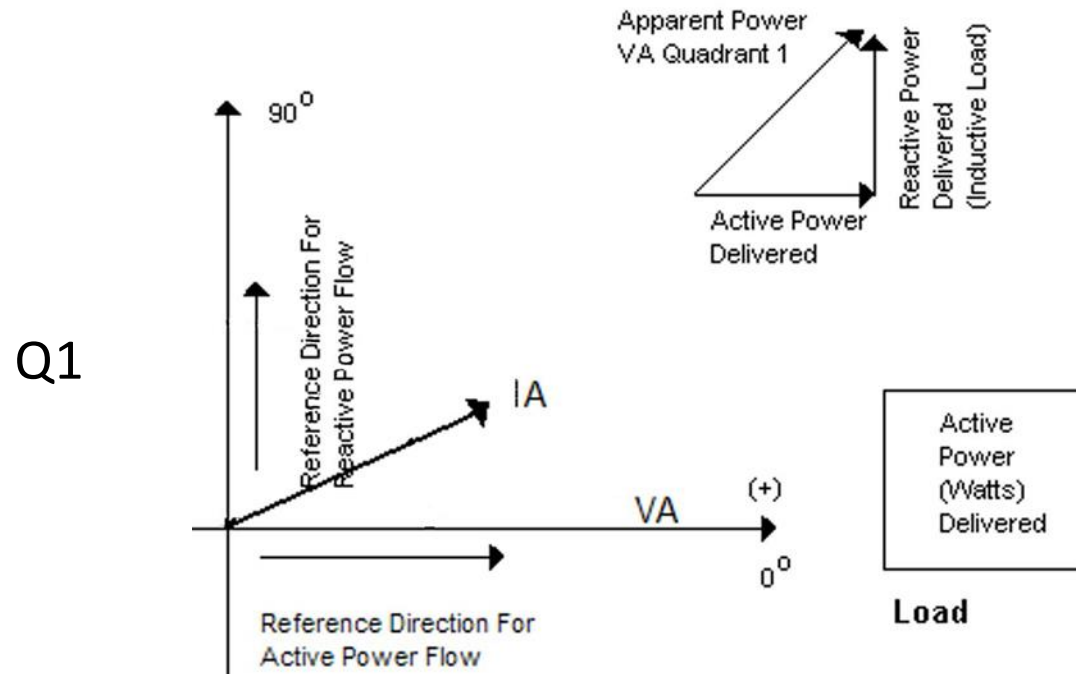 Apparent Power
VA Quadrant 1
Reactive Power
Delivered
(Inductive Load)
Active Power
Delivered
90°
Reference Direction For
Reactive Power Flow
Q1
IA
VA
(+)
0°
Reference Direction For
Active Power Flow
Active
Power
(Watts)
Delivered
Load